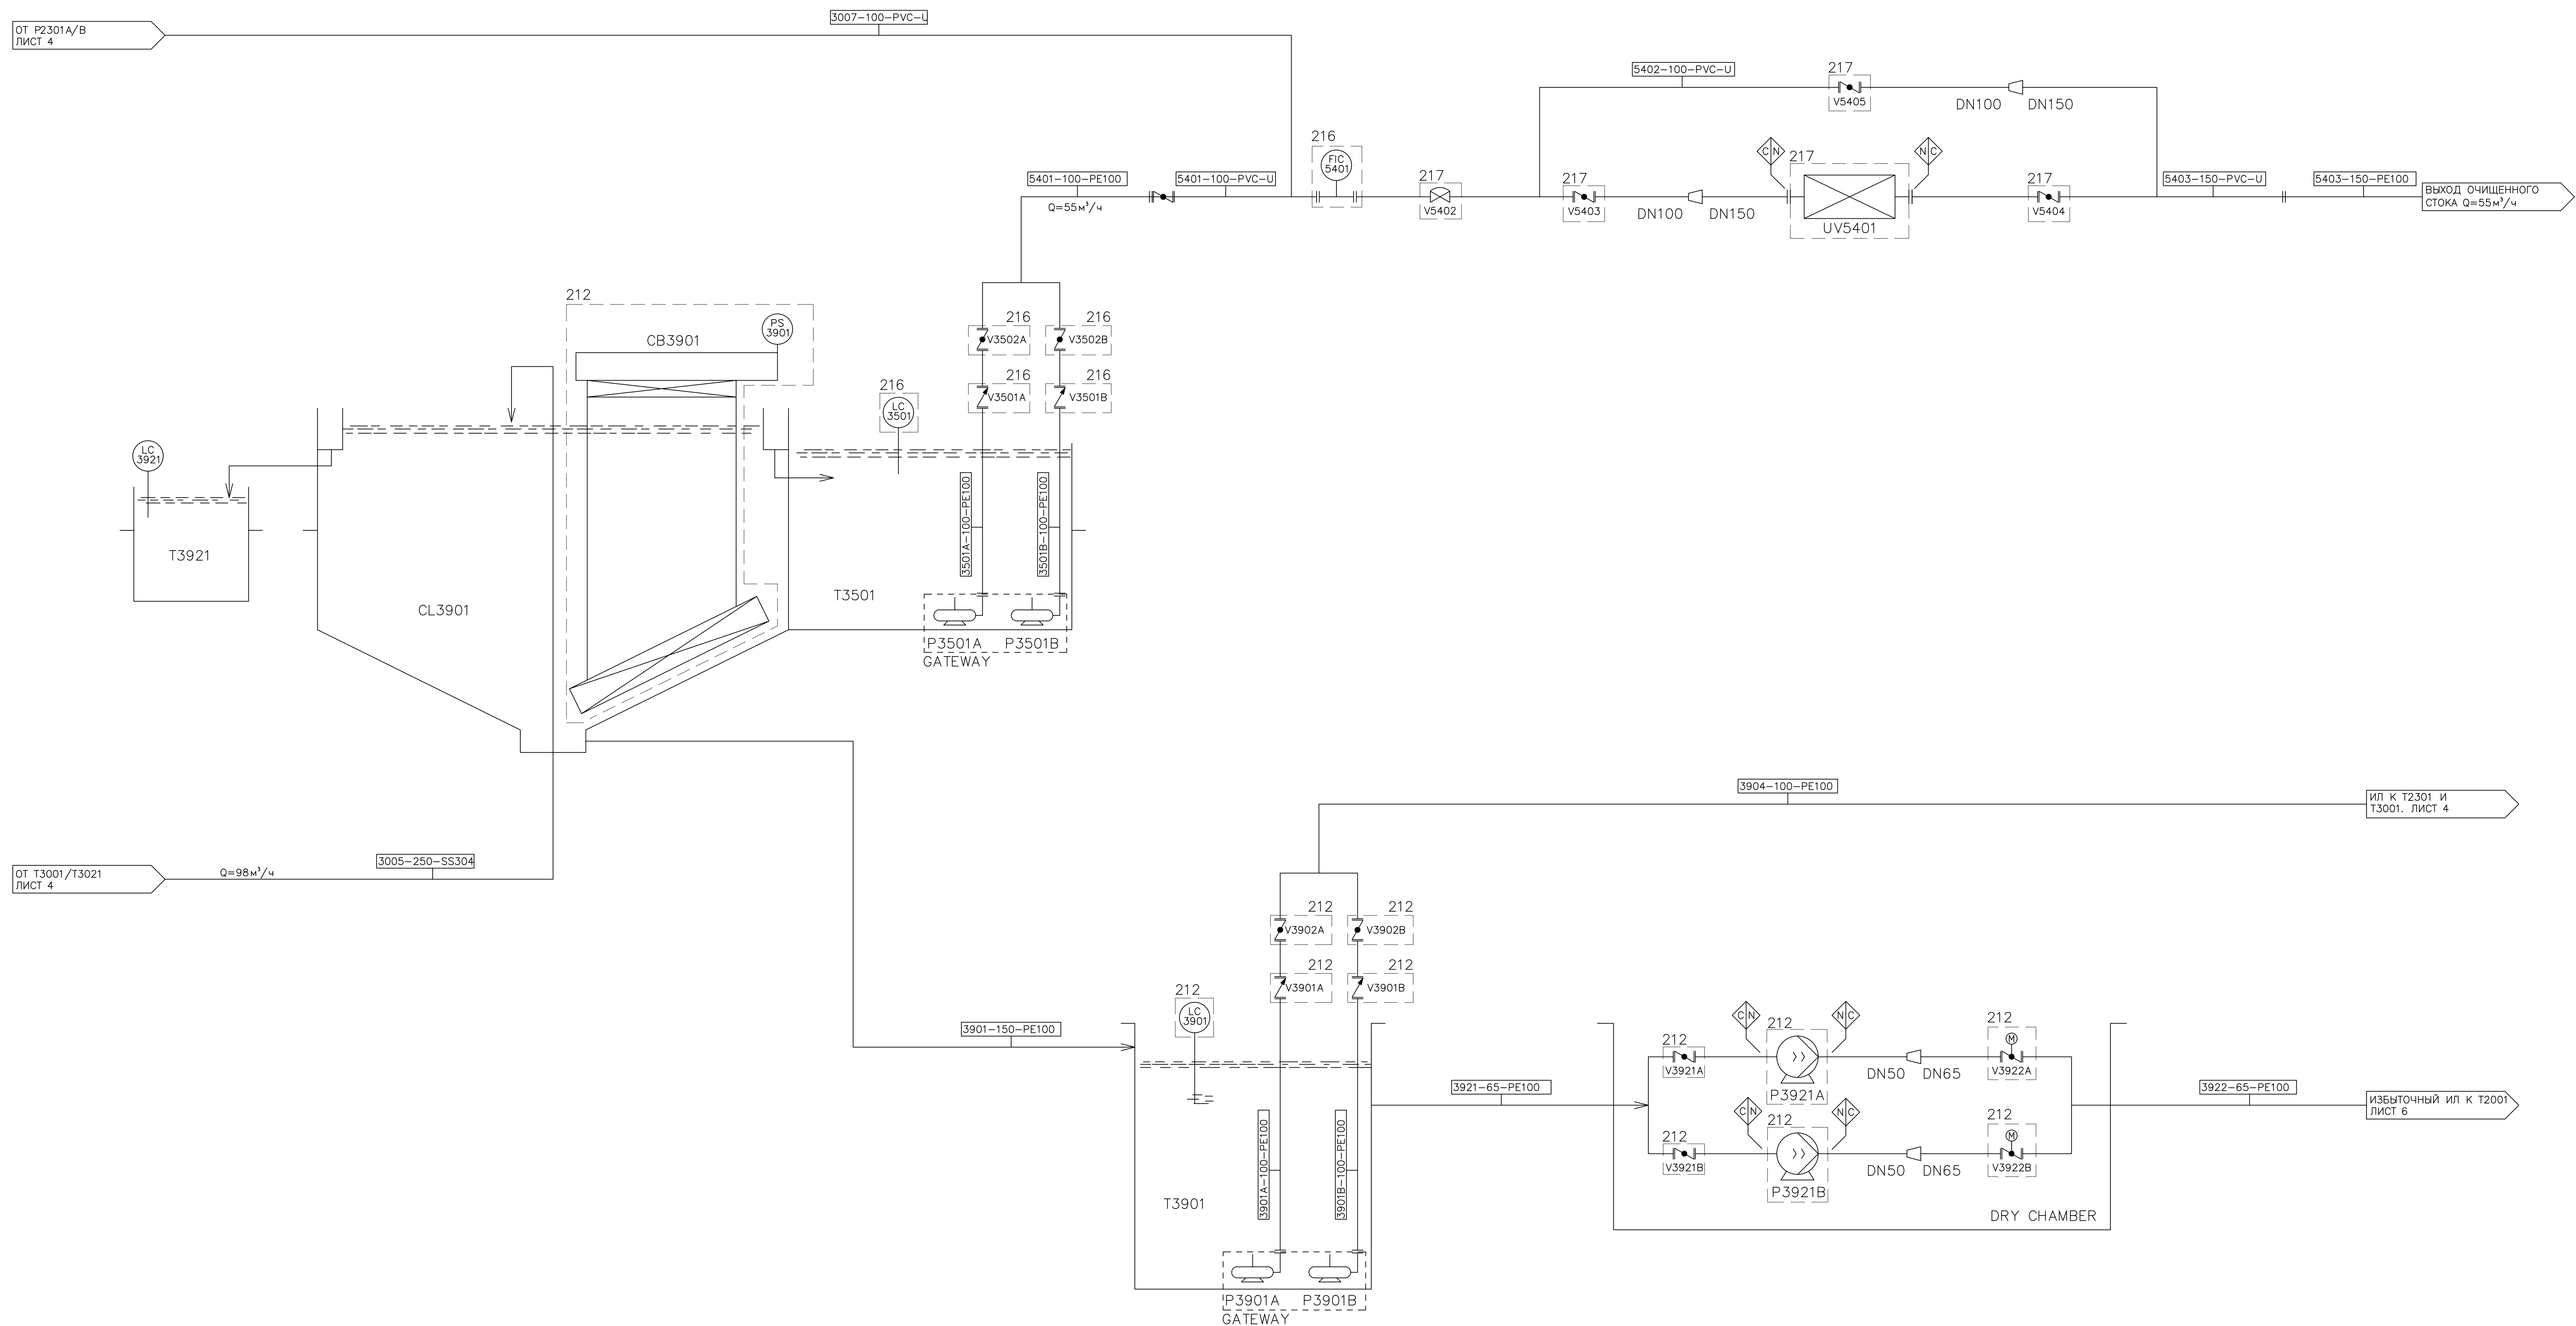 ОТ P2301A/B
ЛИСТ 4
3007-100-PVC-U
5402-100-PVC-U
217
V5405
DN100
DN150
216
FIC
5401
5401-100-PE100
Q=55м³/ч
5401-100-PVC-U
217
V5402
217
V5403
DN100
DN150
C N
217
UV5401
N C
217
V5404
5403-150-PVC-U
5403-150-PE100
ВЫХОД ОЧИЩЕННОГО
СТОКА Q=55м³/ч
212
CB3901
PS
3901
216
V3502A
216
V3502B
216
V3501A
216
V3501B
216
LC
3501
LC
3921
T3921
CL3901
T3501
3501A-100-PE100
3501B-100-PE100
P3501A
P3501B
GATEWAY
3904-100-PE100
ИЛ К T2301 И
T3001. ЛИСТ 4
ОТ T3001/T3021
ЛИСТ 4
Q=98м³/ч
3005-250-SS304
212
V3902A
212
V3902B
212
V3901A
212
V3901B
212
LC
3901
3901-150-PE100
T3901
3901A-100-PE100
3901B-100-PE100
P3901A
P3901B
GATEWAY
3921-65-PE100
212
V3921A
C N
212
P3921A
N C
DN50
DN65
212
M
V3922A
212
V3921B
C N
212
P3921B
N C
DN50
DN65
212
M
V3922B
DRY CHAMBER
3922-65-PE100
ИЗБЫТОЧНЫЙ ИЛ К T2001
ЛИСТ 6